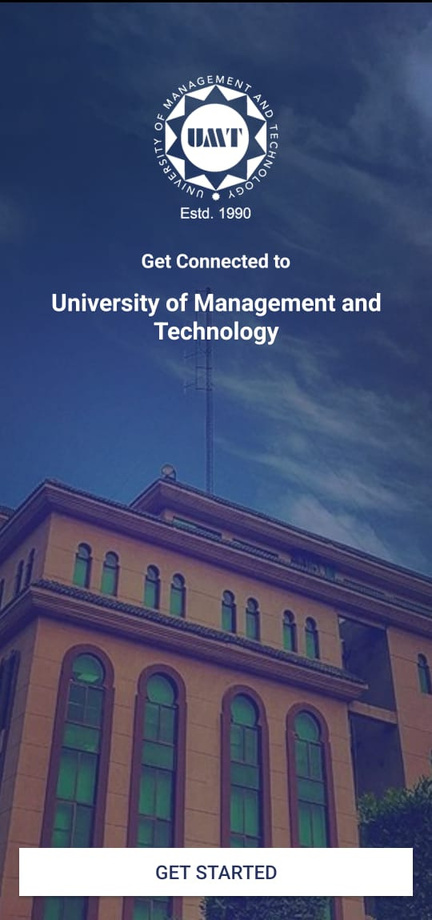 UNIVERSITY OF MANAGEMENT AND TECHNOLOGY
UMT
Estd. 1990
Get Connected to
University of Management and
Technology
GET STARTED